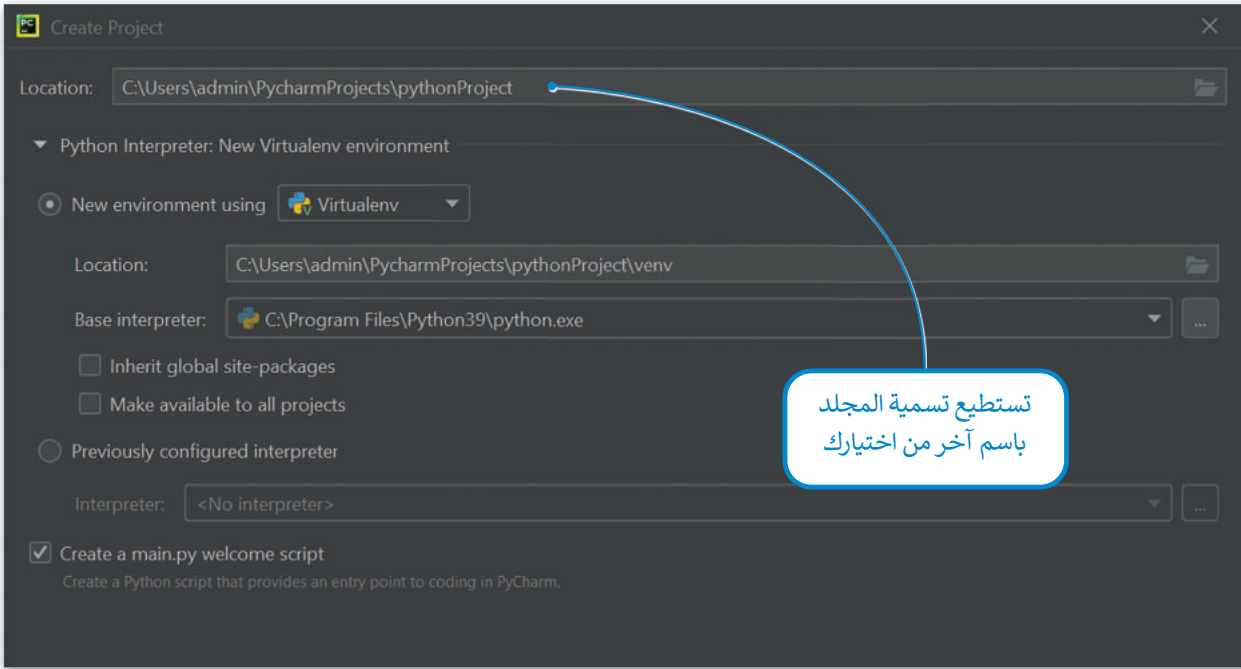 PC Create Project
Location: C:\Users\admin\PycharmProjects\pythonProject
Python Interpreter: New Virtualenv environment
New environment using Virtualenv
Location: C:\Users\admin\PycharmProjects\pythonProject\venv
Base interpreter: C:\Program Files\Python39\python.exe ...
Inherit global site-packages
Make available to all projects
تستطيع تسمية المجلد
باسم آخر من اختيارك
Previously configured interpreter
Interpreter: <No interpreter> ...
Create a main.py welcome script
Create a Python script that provides an entry point to coding in PyCharm.